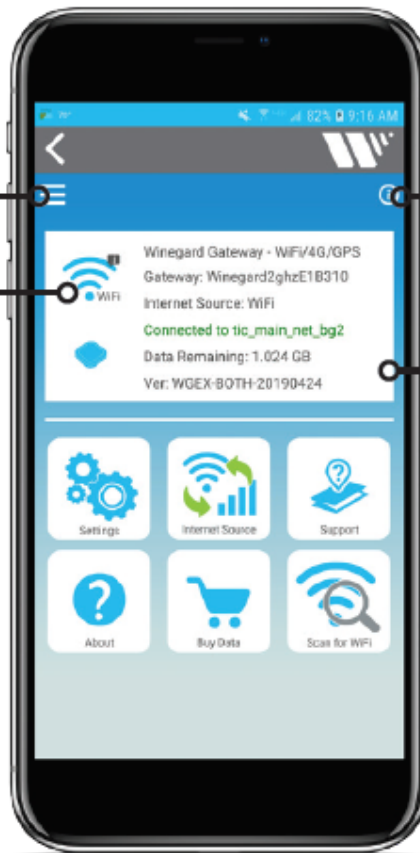 82% 9:16 AM
WiFi
Winegard Gateway - WiFi/4G/GPS
Gateway: Winegard2ghzE1B310
Internet Source: WiFi
Connected to tic_main_net_bg2
Data Remaining: 1.024 GB
Ver: WGEX-BOTH-20190424
Settings
Internet Source
Support
About
Buy Data
Scan for WiFi